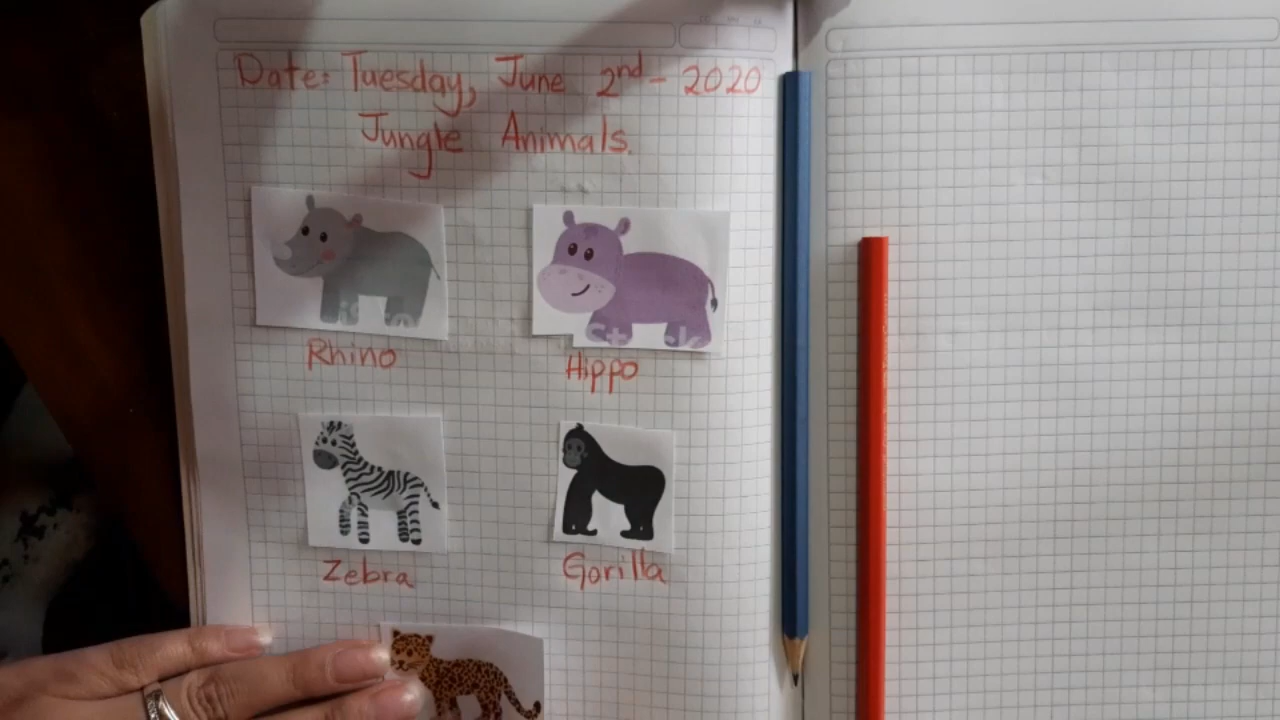 Date: Tuesday, June 2nd - 2020
Jungle Animals.
Rhino
Hippo
Zebra
Gorilla